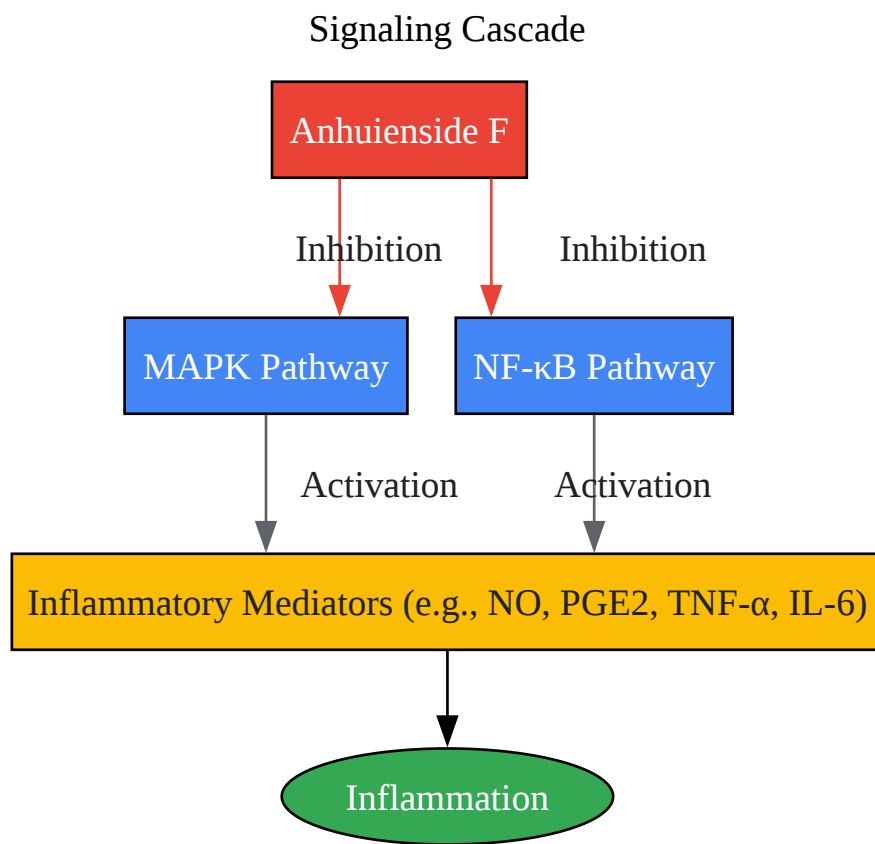 Signaling Cascade
Anhuienside F
Inhibition
Inhibition
MAPK Pathway
NF-κB Pathway
Activation
Activation
Inflammatory Mediators (e.g., NO, PGE2, TNF-α, IL-6)
Inflammation